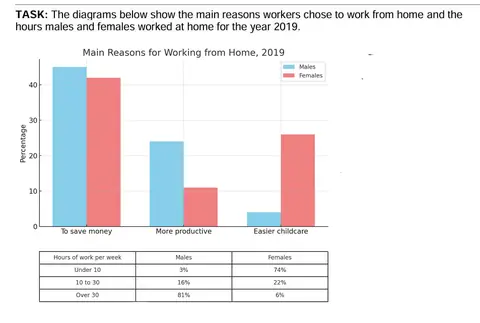 TASK: The diagrams below show the main reasons workers chose to work from home and the
hours males and females worked at home for the year 2019.
Main Reasons for Working from Home, 2019
Males
Females
Percentage
40
30
20
10
0
To save money More productive Easier childcare
Hours of work per week Males Females
Under 10 3% 74%
10 to 30 16% 22%
Over 30 81% 6%